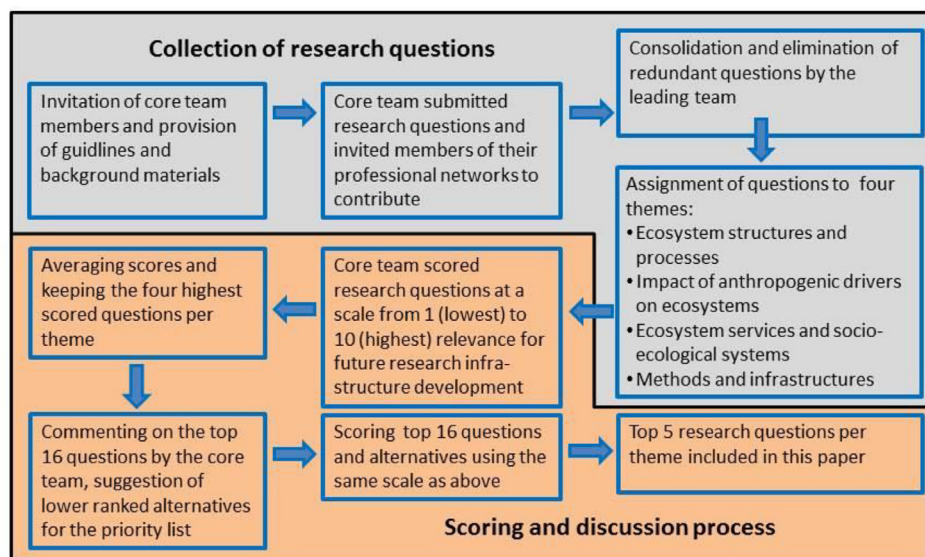 Collection of research questions
Invitation of core team
members and provision
of guidlines and
background materials
Core team submitted
research questions and
invited members of their
professional networks to
contribute
Consolidation and elimination of
redundant questions by the
leading team
Assignment of questions to four
themes:
• Ecosystem structures and
processes
• Impact of anthropogenic drivers
on ecosystems
• Ecosystem services and socio-
ecological systems
• Methods and infrastructures
Core team scored
research questions at a
scale from 1 (lowest) to
10 (highest) relevance for
future research infra-
structure development
Averaging scores and
keeping the four highest
scored questions per
theme
Commenting on the top
16 questions by the core
team, suggestion of
lower ranked alternatives
for the priority list
Scoring top 16 questions
and alternatives using the
same scale as above
Top 5 research questions per
theme included in this paper
Scoring and discussion process